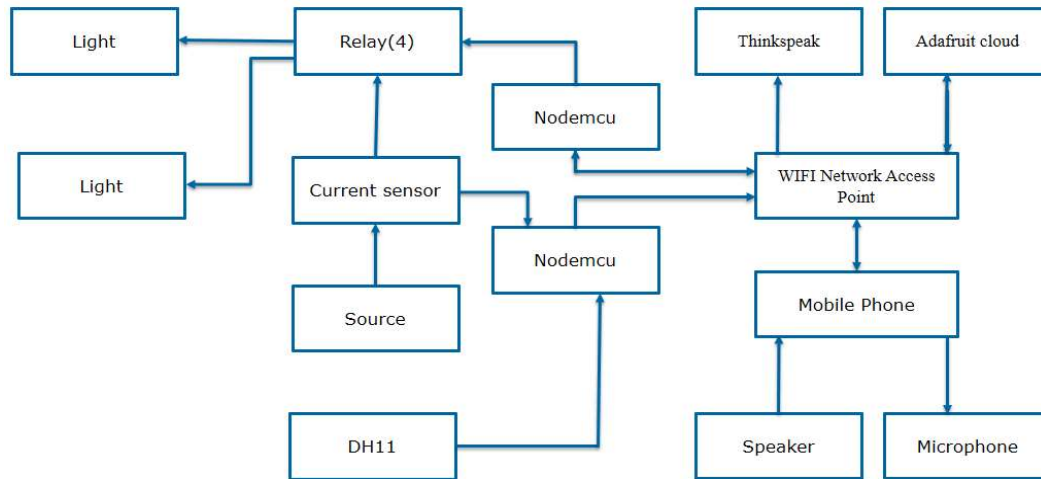 Light
Relay(4)
Thinkspeak
Adafruit cloud
Nodemcu
Light
Current sensor
WIFI Network Access
Point
Nodemcu
Source
Mobile Phone
DH11
Speaker
Microphone